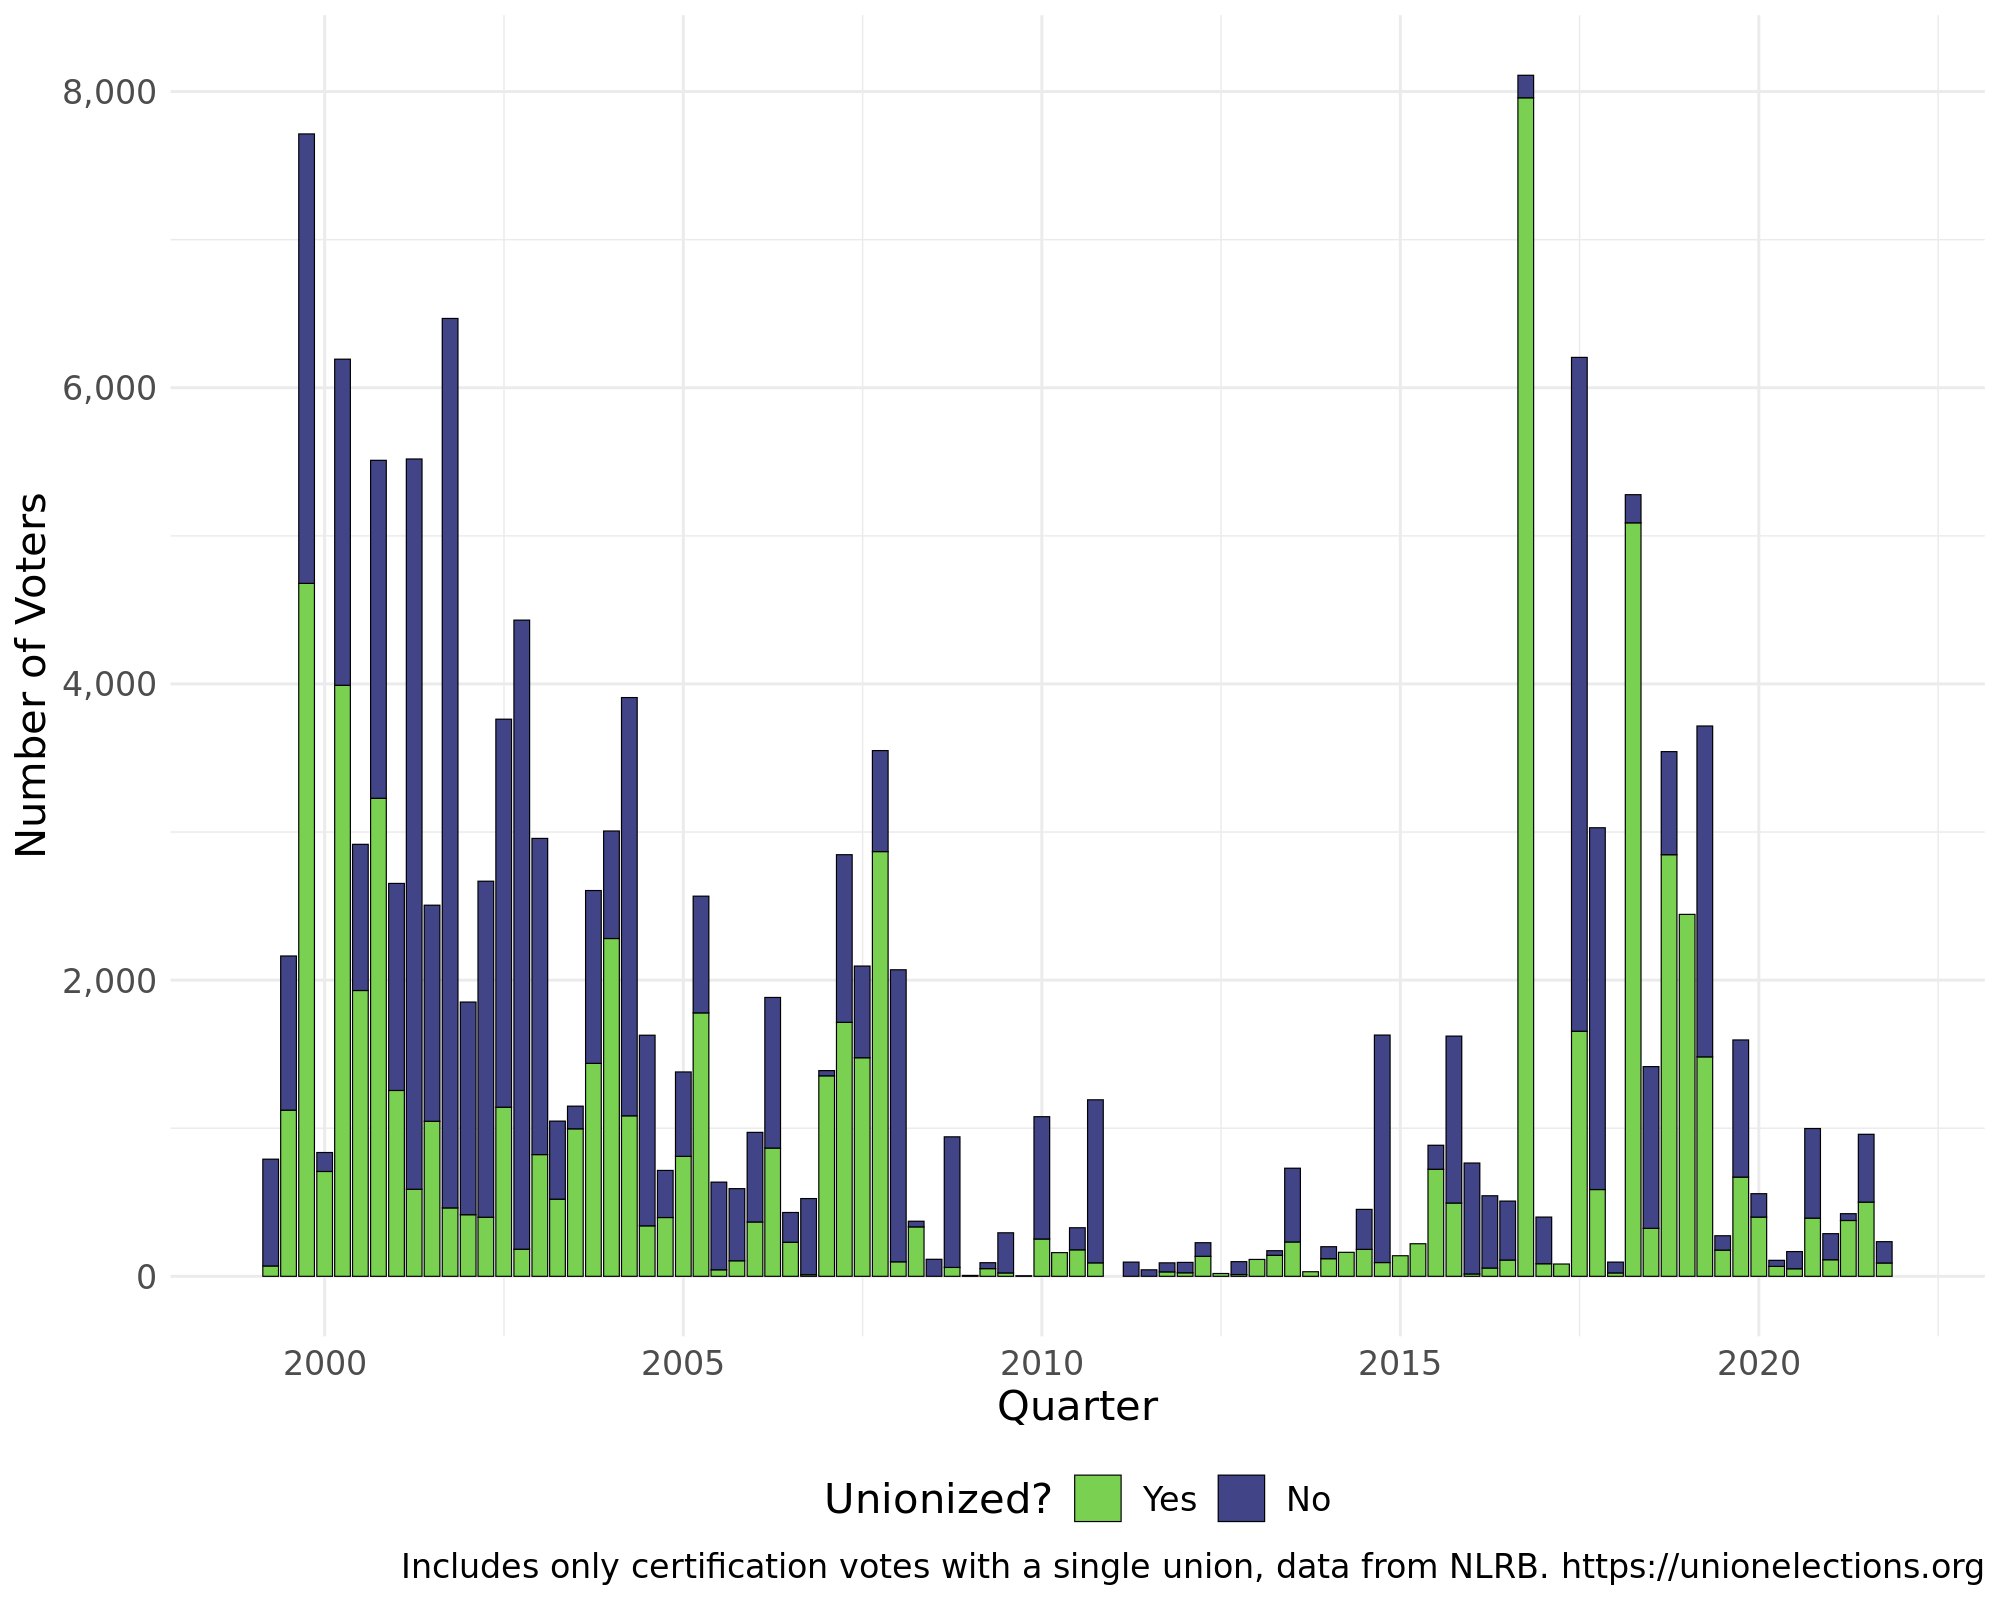 8,000
6,000
4,000
2,000
0
Number of Voters
2000 2005 2010 2015 2020
Quarter
Unionized? Yes No
Includes only certification votes with a single union, data from NLRB. https://unionelections.org